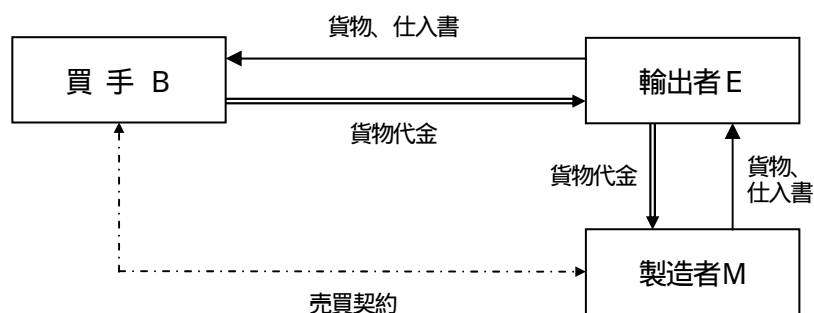 貨物、仕入書
買 手 B
輸出者E
貨物代金
貨物代金
貨物、
仕入書
製造者M
売買契約